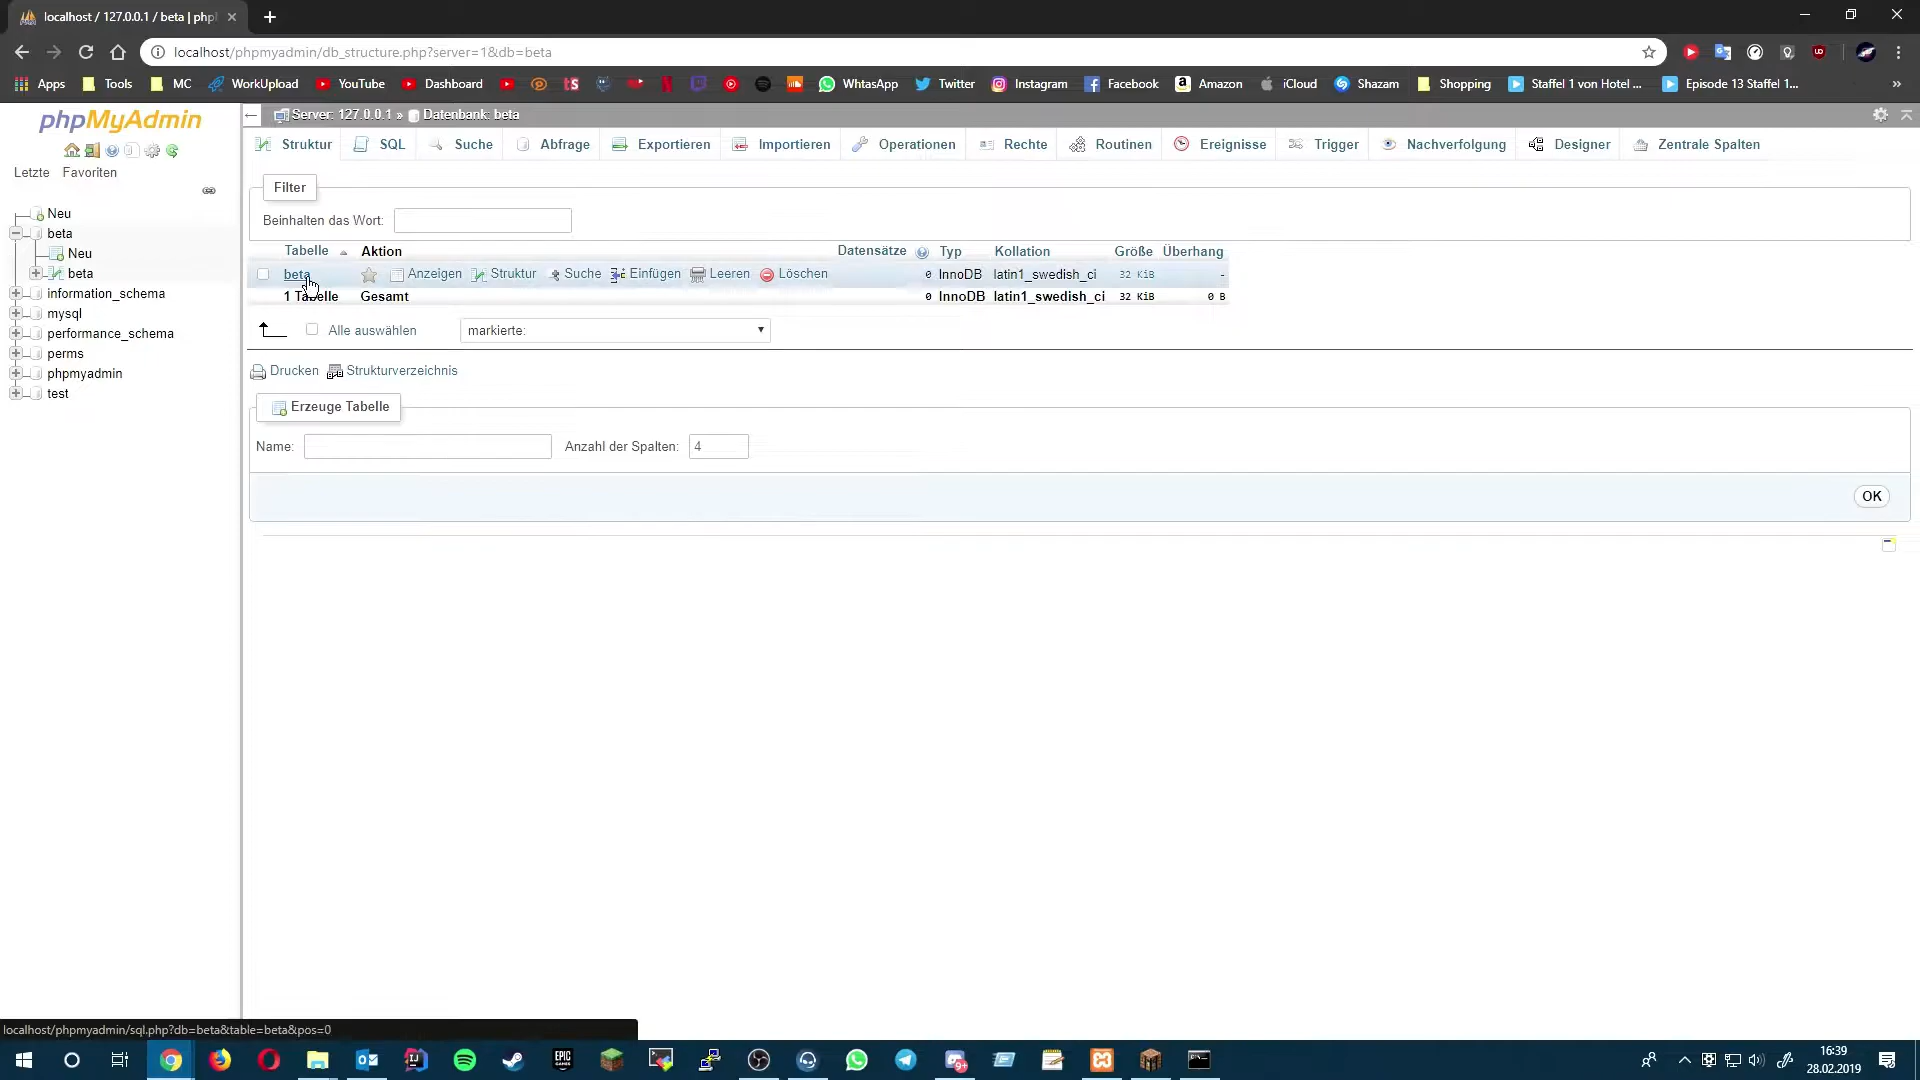 localhost / 127.0.0.1 / beta | phpl
localhost/phpmyadmin/db_structure.php?server=1&db=beta
Apps Tools MC WorkUpload YouTube Dashboard WhtasApp Twitter Instagram Facebook Amazon iCloud Shazam Shopping Staffel 1 von Hotel ... Episode 13 Staffel 1... »
phpMyAdmin
Letzte Favoriten
Neu
beta
Neu
beta
information_schema
mysql
performance_schema
perms
phpmyadmin
test
Server: 127.0.0.1 » Datenbank: beta
Struktur SQL Suche Abfrage Exportieren Importieren Operationen Rechte Routinen Ereignisse Trigger Nachverfolgung Designer Zentrale Spalten
Filter
Beinhalten das Wort:
Tabelle Aktion Datensätze Typ Kollation Größe Überhang
beta Anzeigen Struktur Suche Einfügen Leeren Löschen 0 InnoDB latin1_swedish_ci 32 KiB -
1 Tabelle Gesamt 0 InnoDB latin1_swedish_ci 32 KiB 0 B
Alle auswählen markierte:
Drucken Strukturverzeichnis
Erzeuge Tabelle
Name: Anzahl der Spalten: 4
OK
localhost/phpmyadmin/sql.php?db=beta&table=beta&pos=0
EPIC GAMES
16:39
28.02.2019